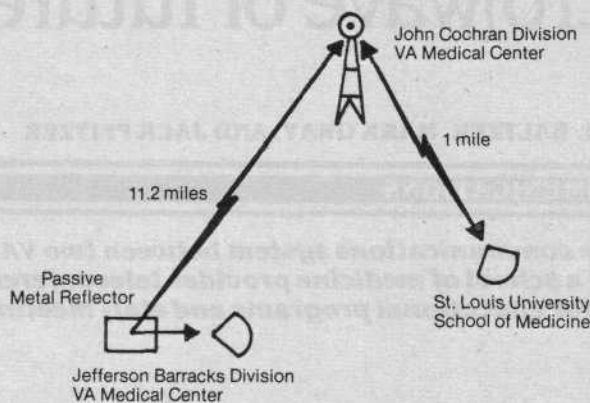 John Cochran Division
VA Medical Center
1 mile
11.2 miles
Passive
Metal Reflector
St. Louis University
School of Medicine
Jefferson Barracks Division
VA Medical Center